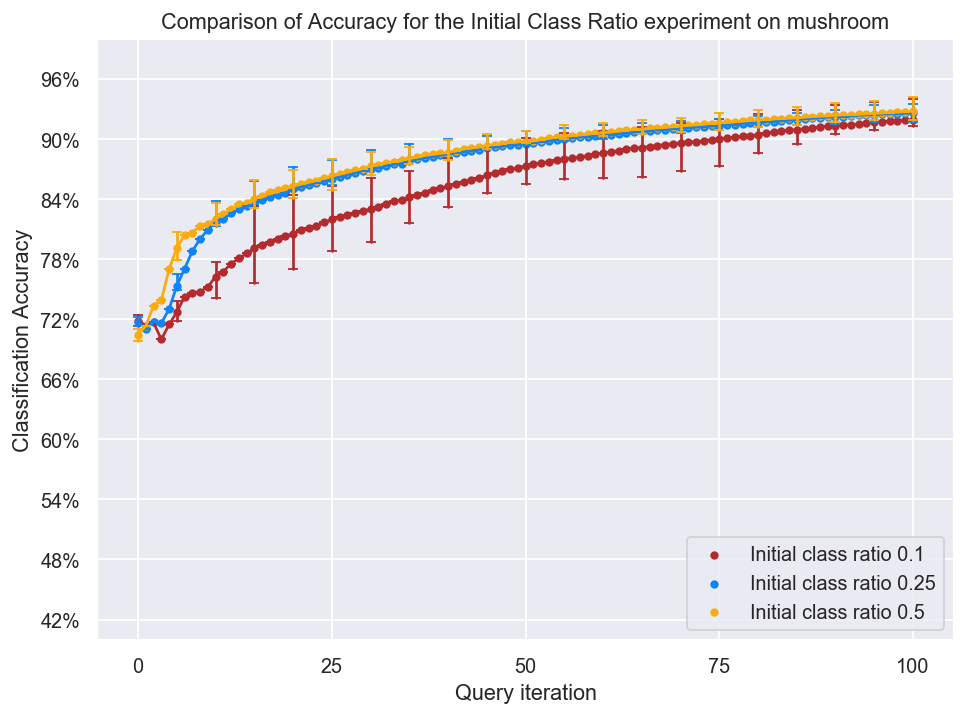 Comparison of Accuracy for the Initial Class Ratio experiment on mushroom
Classification Accuracy
96%
90%
84%
78%
72%
66%
60%
54%
48%
42%
Initial class ratio 0.1
Initial class ratio 0.25
Initial class ratio 0.5
0 25 50 75 100
Query iteration